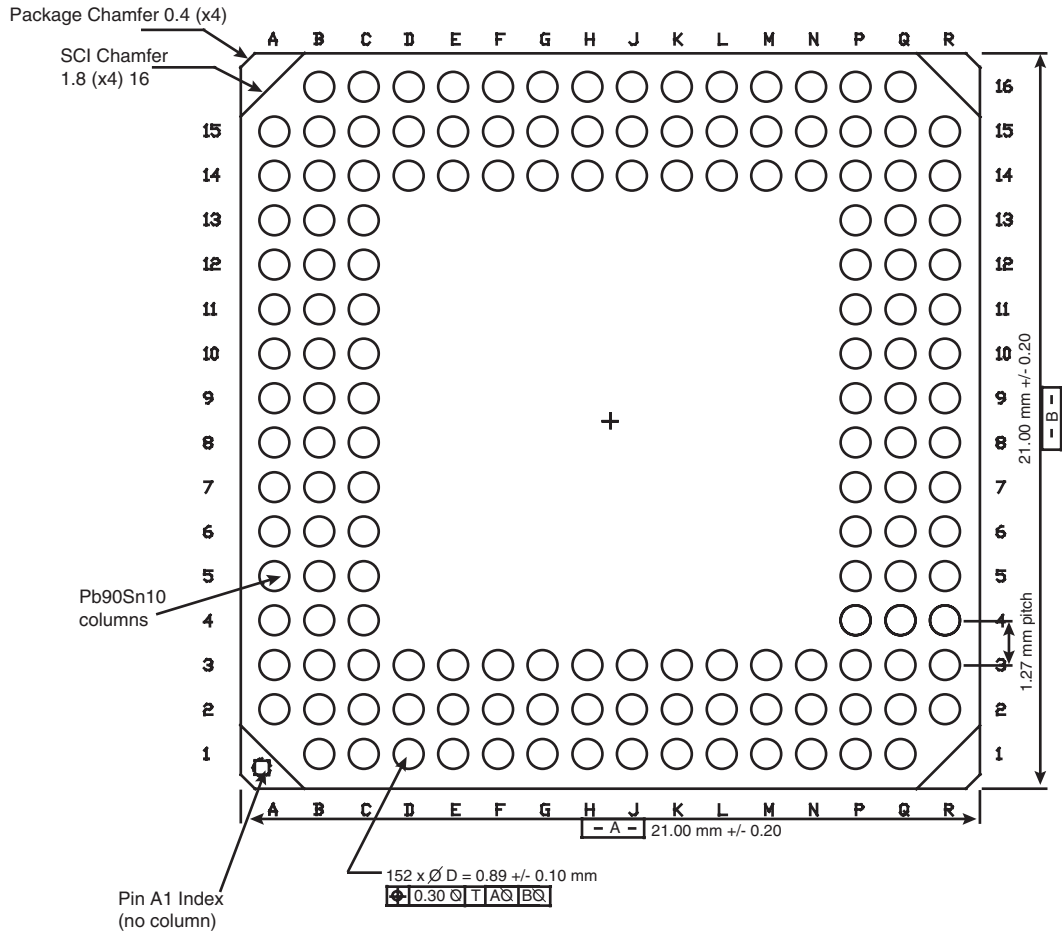 Package Chamfer 0.4 (x4)
SCI Chamfer
1.8 (x4) 16
A B C D E F G H J K L M N P Q R
16
15 15
14 14
13 13
12 12
11 11
10 10
9 9
8 8
7 7
6 6
5 5
4 4
3 3
2 2
1 1
21.00 mm +/- 0.20
- B -
1.27 mm pitch
Pb90Sn10
columns
A B C D E F G H J K L M N P Q R
- A - 21.00 mm +/- 0.20
152 x Ø D = 0.89 +/- 0.10 mm
0.30 T A B
Pin A1 Index
(no column)